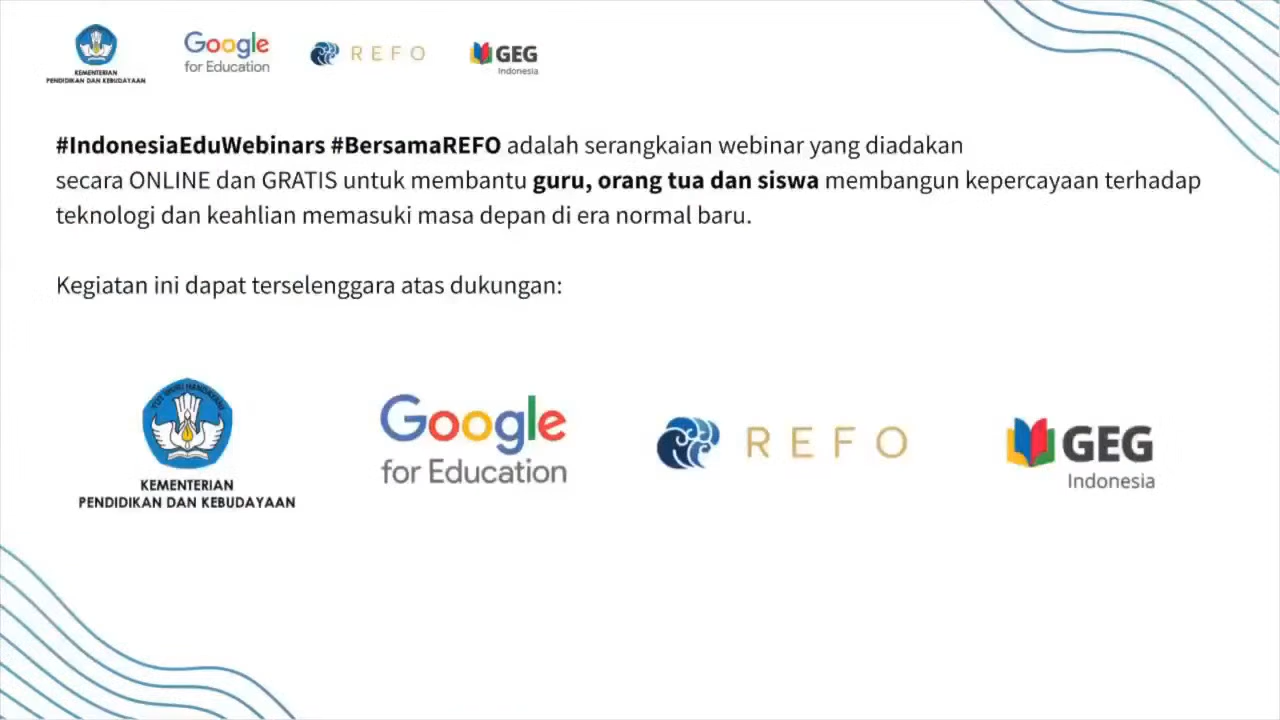 KEMENTERIAN
PENDIDIKAN DAN KEBUDAYAAN
Google
for Education
REFO
GEG
Indonesia
#IndonesiaEduWebinars #BersamaREFO adalah serangkaian webinar yang diadakan
secara ONLINE dan GRATIS untuk membantu guru, orang tua dan siswa membangun kepercayaan terhadap
teknologi dan keahlian memasuki masa depan di era normal baru.
Kegiatan ini dapat terselenggara atas dukungan:
TUT WURI HANDAYANI
KEMENTERIAN
PENDIDIKAN DAN KEBUDAYAAN
Google
for Education
REFO
GEG
Indonesia